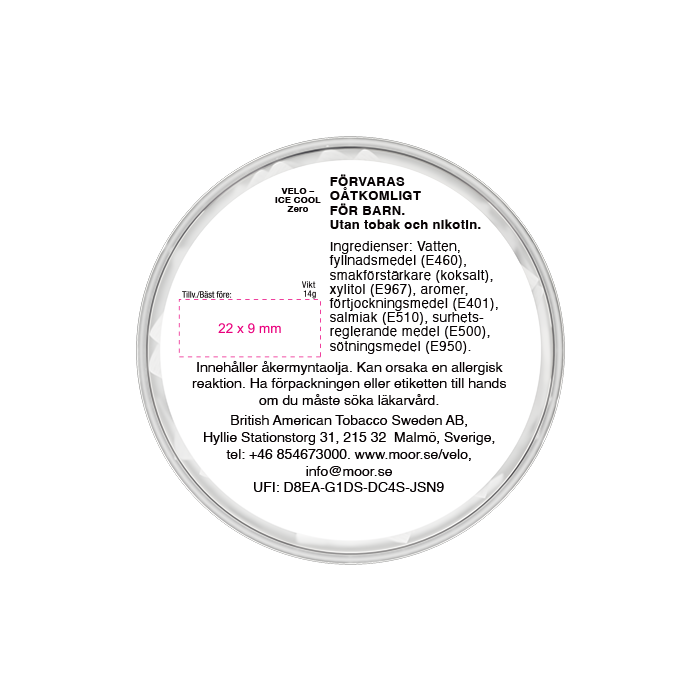 VELO –
ICE COOL
Zero
FÖRVARAS
OÅTKOMLIGT
FÖR BARN.
Utan tobak och nikotin.
Ingredienser: Vatten,
fyllnadsmedel (E460),
smakförstärkare (koksalt),
xylitol (E967), aromer,
förtjockningsmedel (E401),
salmiak (E510), surhets-
reglerande medel (E500),
sötningsmedel (E950).
Vikt
Tillv./Bäst före: 14g
22 x 9 mm
Innehåller åkermyntaolja. Kan orsaka en allergisk
reaktion. Ha förpackningen eller etiketten till hands
om du måste söka läkarvård.
British American Tobacco Sweden AB,
Hyllie Stationstorg 31, 215 32 Malmö, Sverige,
tel: +46 854673000. www.moor.se/velo,
info@moor.se
UFI: D8EA-G1DS-DC4S-JSN9